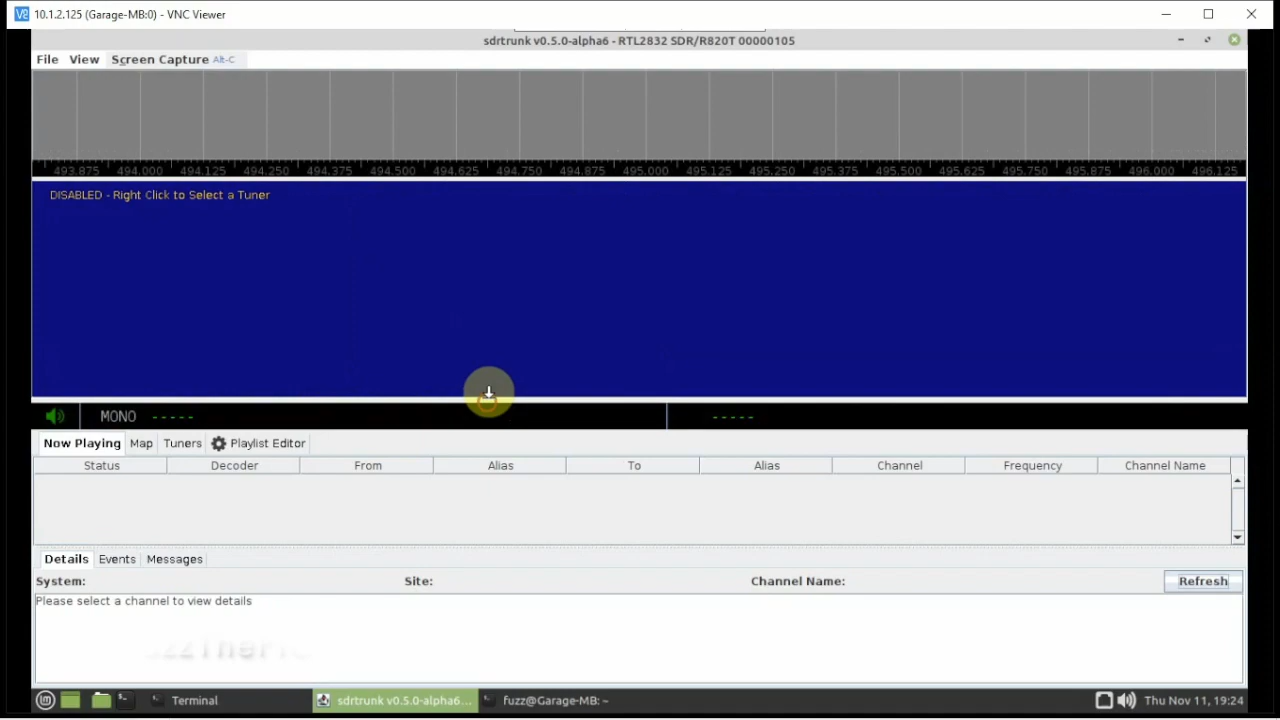 10.1.2.125 (Garage-MB:0) - VNC Viewer
sdrtrunk v0.5.0-alpha6 - RTL2832 SDR/R820T 00000105
File View Screen Capture Alt-C
493.875 494.000 494.125 494.250 494.375 494.500 494.625 494.750 494.875 495.000 495.125 495.250 495.375 495.500 495.625 495.750 495.875 496.000 496.125
DISABLED - Right Click to Select a Tuner
MONO ----- -----
Now Playing Map Tuners Playlist Editor
Status Decoder From Alias To Alias Channel Frequency Channel Name
Details Events Messages
System: Site: Channel Name: Refresh
Please select a channel to view details
Terminal sdrtrunk v0.5.0-alpha6... fuzz@Garage-MB: ~ Thu Nov 11, 19:24